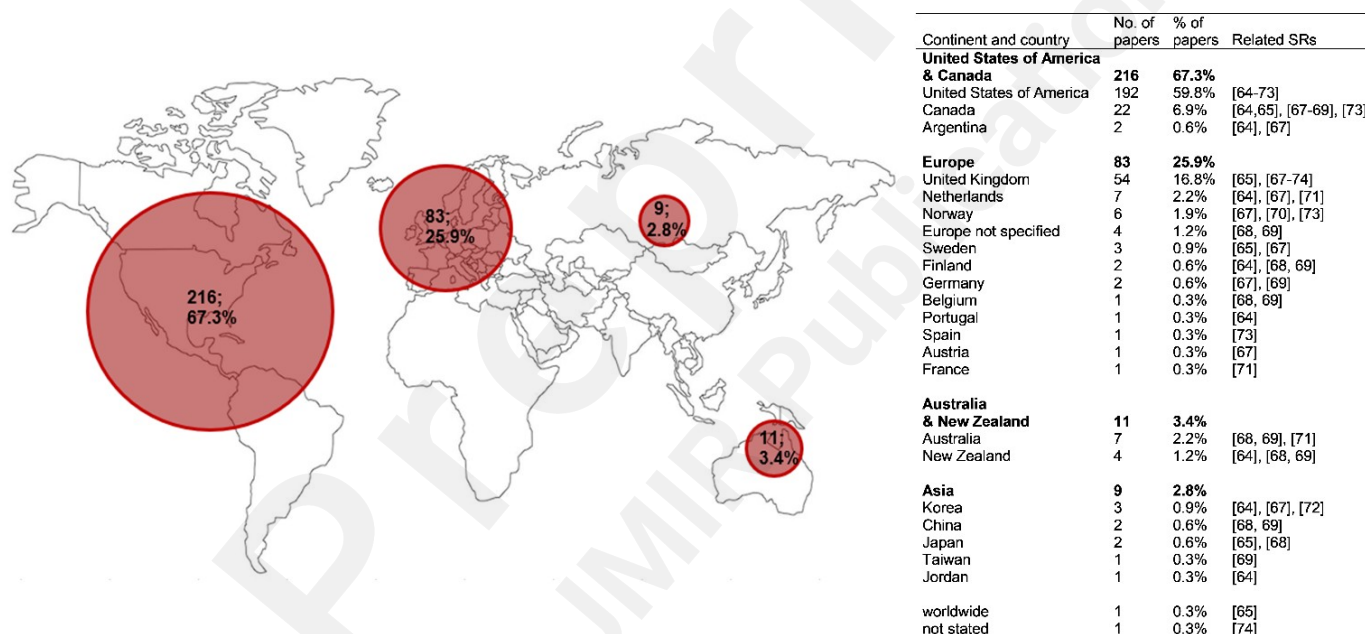 216;
67.3%
83;
25.9%
9;
2.8%
11;
3.4%
Continent and country No. of papers % of papers Related SRs
United States of America
& Canada 216 67.3%
United States of America 192 59.8% [64-73]
Canada 22 6.9% [64,65], [67-69], [73]
Argentina 2 0.6% [64], [67]
Europe 83 25.9%
United Kingdom 54 16.8% [65], [67-74]
Netherlands 7 2.2% [64], [67], [71]
Norway 6 1.9% [67], [70], [73]
Europe not specified 4 1.2% [68, 69]
Sweden 3 0.9% [65], [67]
Finland 2 0.6% [64], [68, 69]
Germany 2 0.6% [67], [69]
Belgium 1 0.3% [68, 69]
Portugal 1 0.3% [64]
Spain 1 0.3% [73]
Austria 1 0.3% [67]
France 1 0.3% [71]
Australia
& New Zealand 11 3.4%
Australia 7 2.2% [68, 69], [71]
New Zealand 4 1.2% [64], [68, 69]
Asia 9 2.8%
Korea 3 0.9% [64], [67], [72]
China 2 0.6% [68, 69]
Japan 2 0.6% [65], [68]
Taiwan 1 0.3% [69]
Jordan 1 0.3% [64]
worldwide 1 0.3% [65]
not stated 1 0.3% [74]
Prepr
JMIR Publication